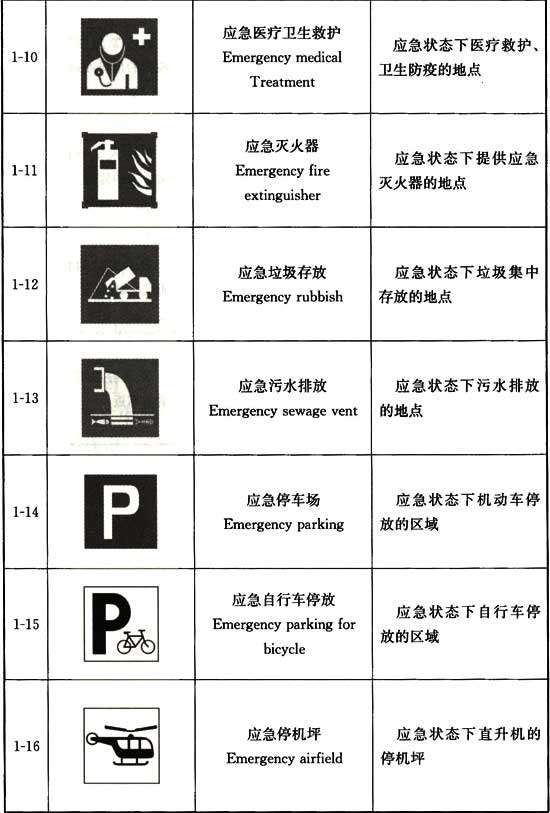 1-10
应急医疗卫生救护
Emergency medical
Treatment
应急状态下医疗救护、
卫生防疫的地点
1-11
应急灭火器
Emergency fire
extinguisher
应急状态下提供应急
灭火器的地点
1-12
应急垃圾存放
Emergency rubbish
应急状态下垃圾集中
存放的地点
1-13
应急污水排放
Emergency sewage vent
应急状态下污水排放
的地点
1-14
P
应急停车场
Emergency parking
应急状态下机动车停
放的区域
1-15
P
应急自行车停放
Emergency parking for
bicycle
应急状态下自行车停
放的区域
1-16
应急停机坪
Emergency airfield
应急状态下直升机的
停机坪